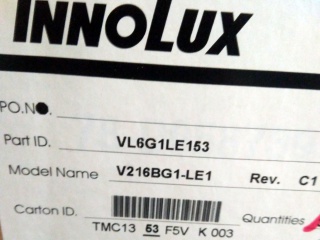 INNOLUX
P.O.NO.
Part ID. VL6G1LE153
Model Name V216BG1-LE1 Rev. C1
Carton ID. Quantities
TMC13 53 F5V K 003